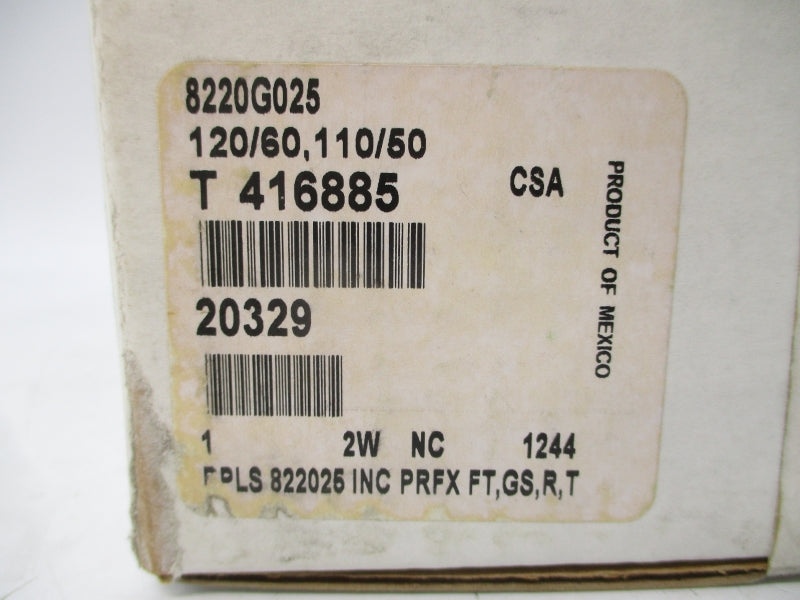 8220G025
120/60,110/50
T 416885
CSA
PRODUCT OF MEXICO
20329
1 2W NC 1244
822025 INC PRFX FT,GS,R,T